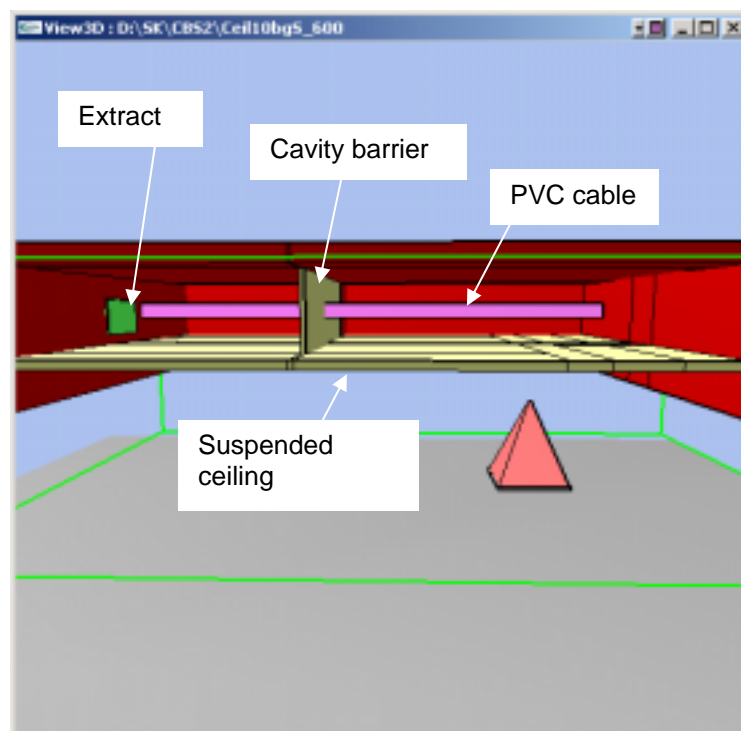 View3D : D:\SK\CBS2\Ceil10bgS_600
Extract
Cavity barrier
PVC cable
Suspended
ceiling